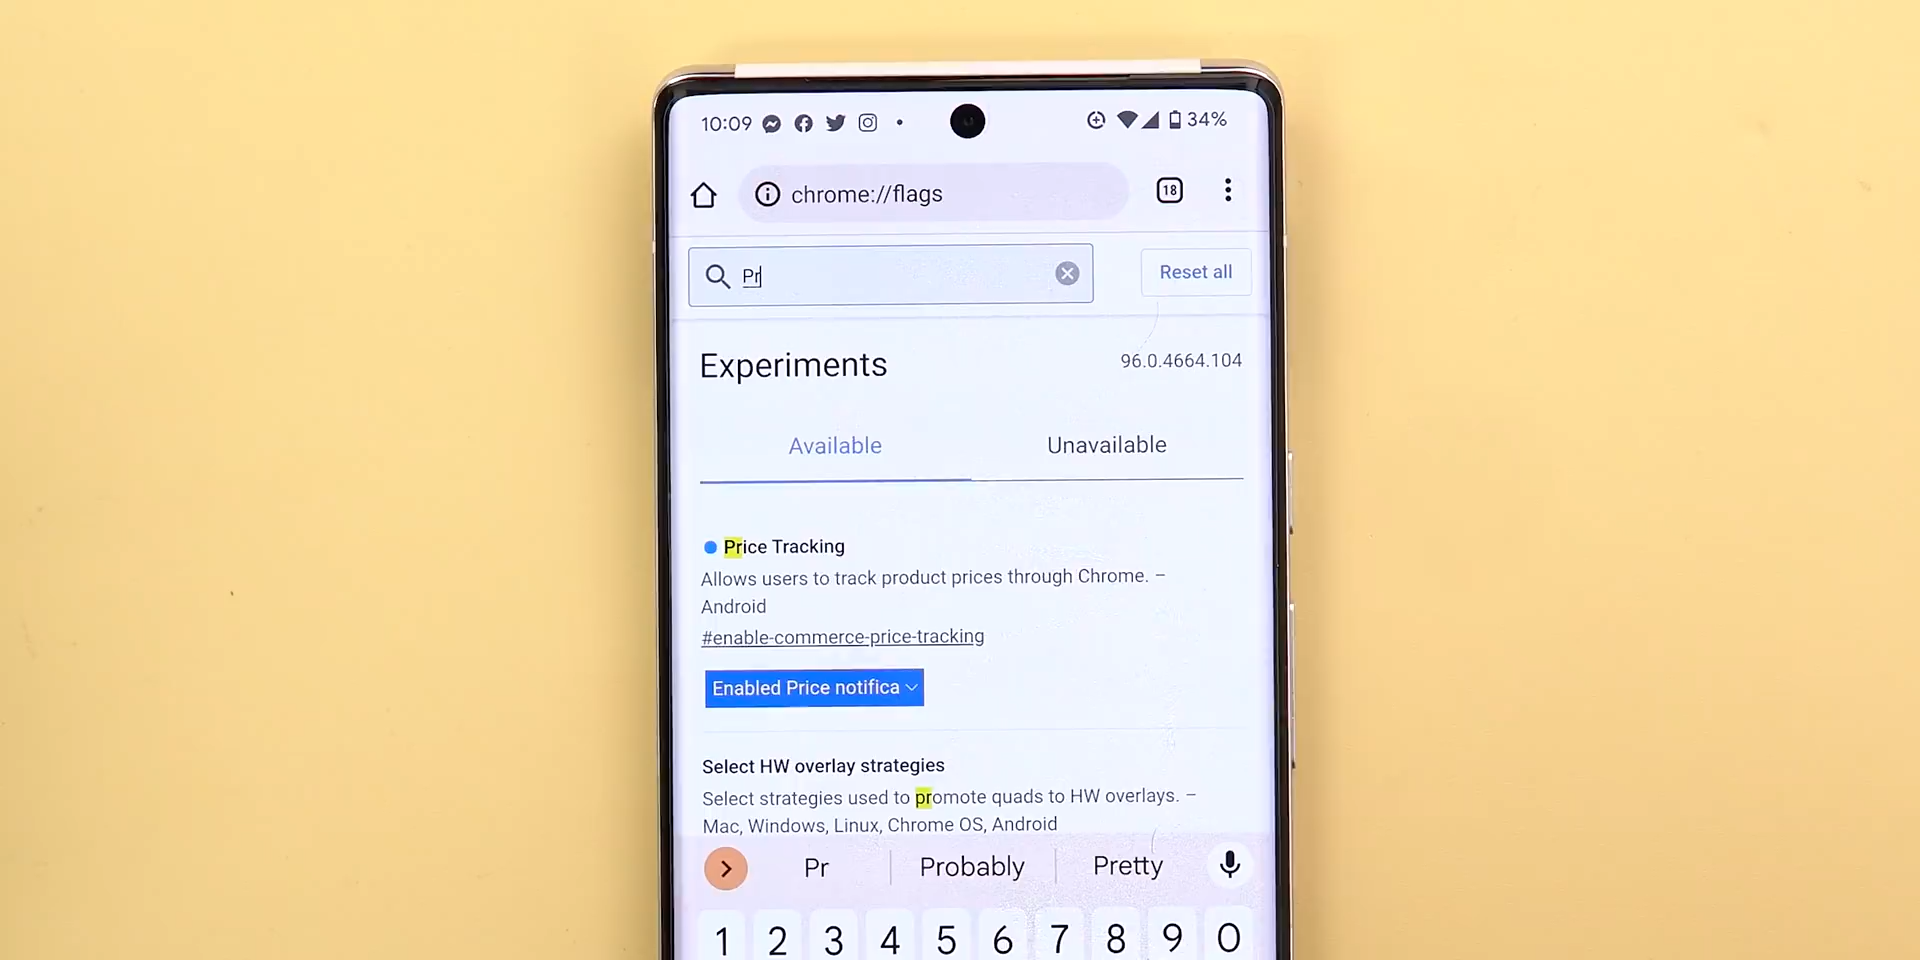 10:09 34%
chrome://flags 18
Pr Reset all
Experiments 96.0.4664.104
Available Unavailable
Price Tracking
Allows users to track product prices through Chrome. –
Android
#enable-commerce-price-tracking
Enabled Price notifica
Select HW overlay strategies
Select strategies used to promote quads to HW overlays. –
Mac, Windows, Linux, Chrome OS, Android
Pr Probably Pretty
1 2 3 4 5 6 7 8 9 0